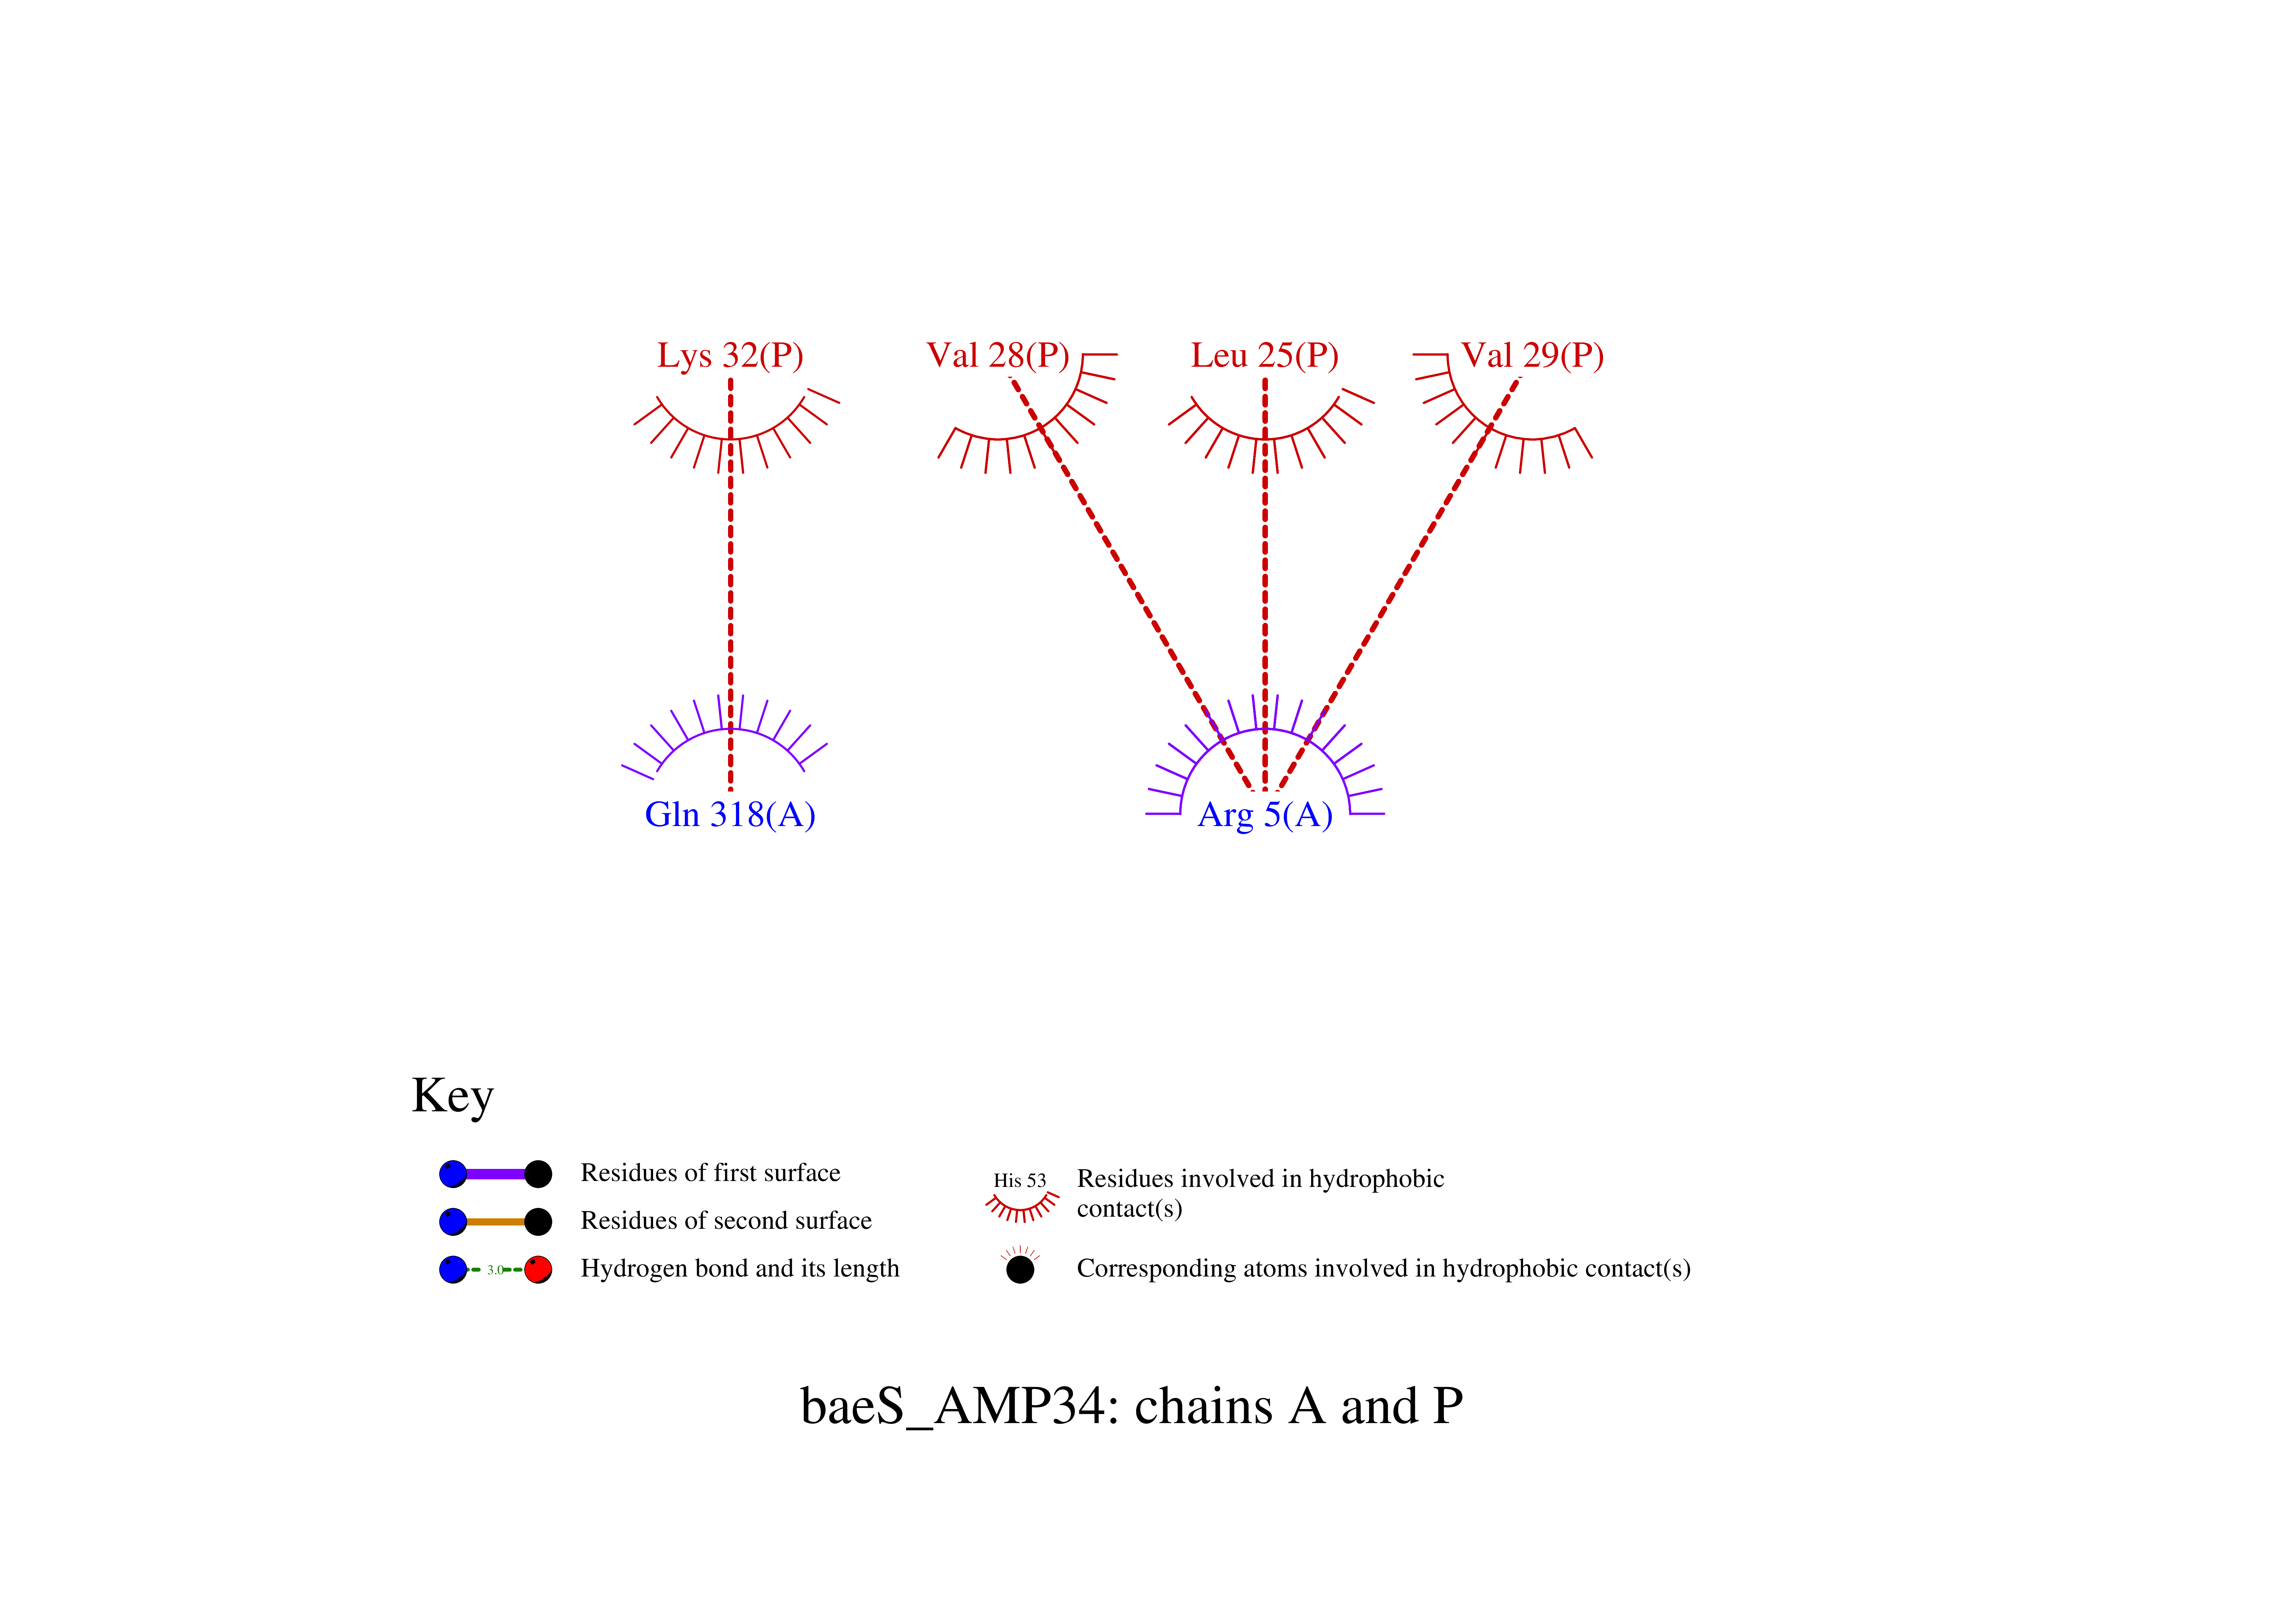 Lys 32(P) Val 28(P) Leu 25(P) Val 29(P)
Gln 318(A) Arg 5(A)
Key
Residues of first surface
Residues of second surface
3.0 Hydrogen bond and its length
His 53 Residues involved in hydrophobic
contact(s)
Corresponding atoms involved in hydrophobic contact(s)
baeS_AMP34: chains A and P